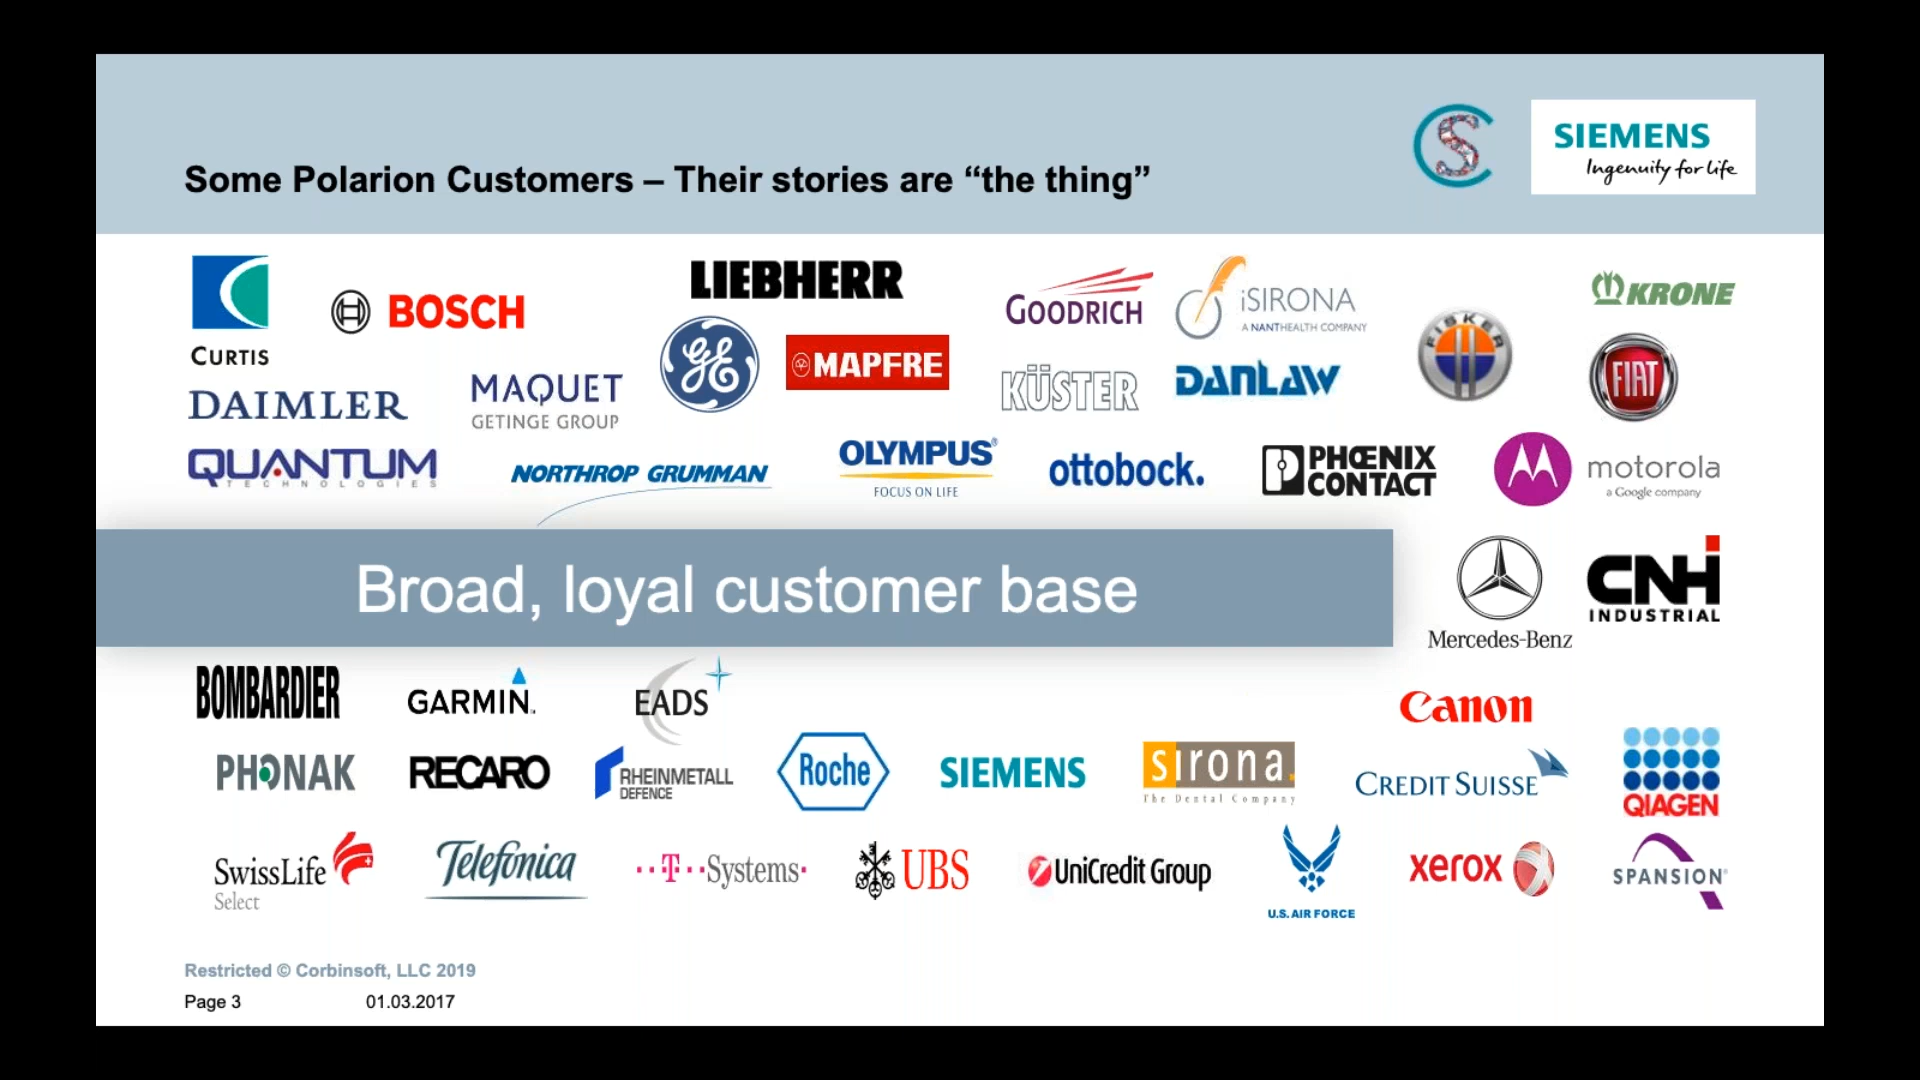 Some Polarion Customers – Their stories are “the thing”
SIEMENS
Ingenuity for life
CURTIS
BOSCH
LIEBHERR
GOODRICH
iSIRONA
A NANTHEALTH COMPANY
KRONE
DAIMLER
MAQUET
GETINGE GROUP
GE
MAPFRE
KÜSTER
DANLAW
FISKER
FIAT
QUANTUM
TECHNOLOGIES
NORTHROP GRUMMAN
OLYMPUS®
FOCUS ON LIFE
ottobock.
PHŒNIX
CONTACT
motorola
a Google company
Broad, loyal customer base
Mercedes-Benz
CNH
INDUSTRIAL
BOMBARDIER
GARMIN
EADS
Canon
PHONAK
RECARO
RHEINMETALL
DEFENCE
Roche
SIEMENS
sırona.
The Dental Company
CREDIT SUISSE
QIAGEN
SwissLife
Select
Telefónica
··T··Systems·
UBS
UniCredit Group
U.S. AIR FORCE
xerox
SPANSION
Restricted © Corbinsoft, LLC 2019
Page 3 01.03.2017